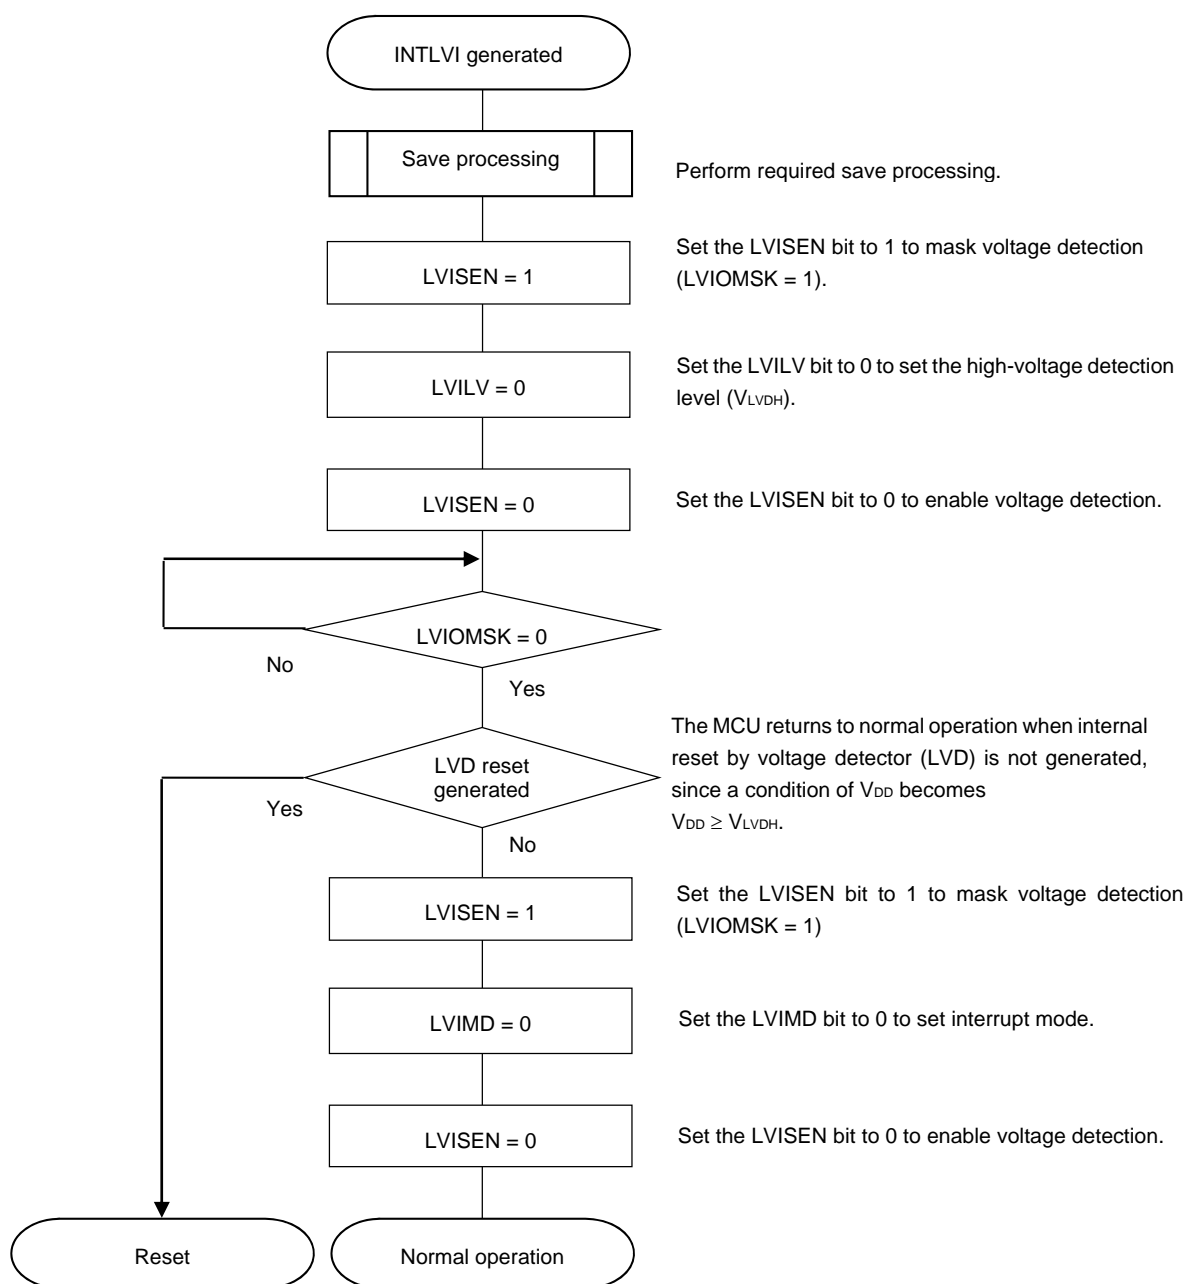 INTLVI generated
Save processing
Perform required save processing.
LVISEN = 1
Set the LVISEN bit to 1 to mask voltage detection
(LVIOMSK = 1).
LVILV = 0
Set the LVILV bit to 0 to set the high-voltage detection
level (VLVDH).
LVISEN = 0
Set the LVISEN bit to 0 to enable voltage detection.
LVIOMSK = 0
No
Yes
LVD reset
generated
The MCU returns to normal operation when internal
reset by voltage detector (LVD) is not generated,
since a condition of VDD becomes
VDD ≥ VLVDH.
Yes
No
LVISEN = 1
Set the LVISEN bit to 1 to mask voltage detection
(LVIOMSK = 1)
LVIMD = 0
Set the LVIMD bit to 0 to set interrupt mode.
LVISEN = 0
Set the LVISEN bit to 0 to enable voltage detection.
Reset
Normal operation